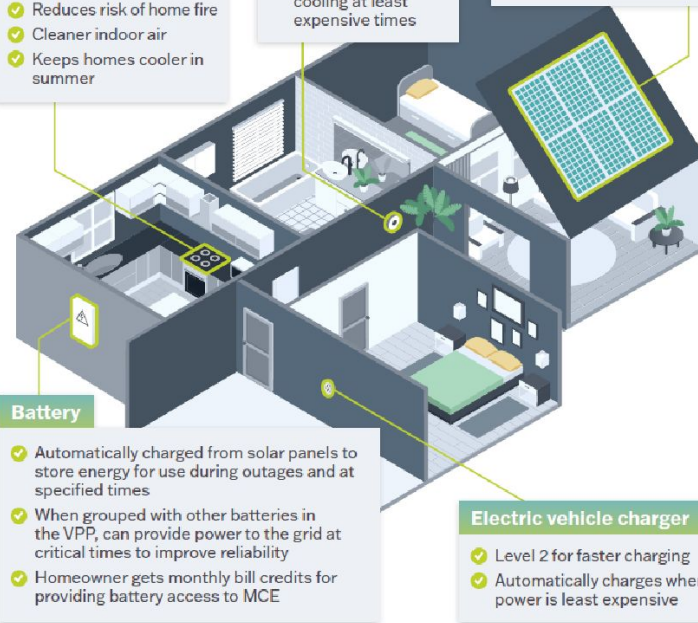 Reduces risk of home fire
Cleaner indoor air
Keeps homes cooler in
summer
cooling at least
expensive times
Battery
Automatically charged from solar panels to
store energy for use during outages and at
specified times
When grouped with other batteries in
the VPP, can provide power to the grid at
critical times to improve reliability
Homeowner gets monthly bill credits for
providing battery access to MCE
Electric vehicle charger
Level 2 for faster charging
Automatically charges when
power is least expensive